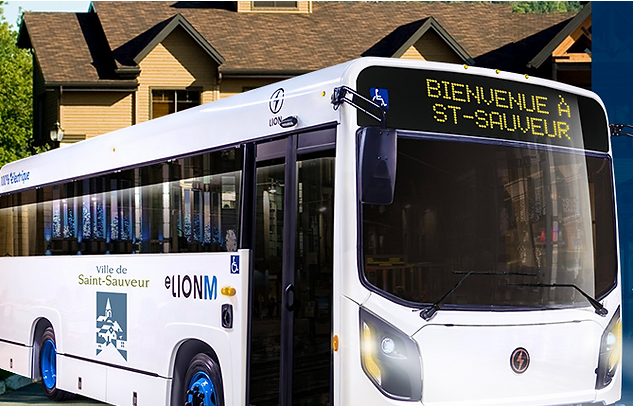 BIENVENUE À
ST-SAUVEUR
LION
100% électrique
Ville de
Saint-Sauveur
eLIONM